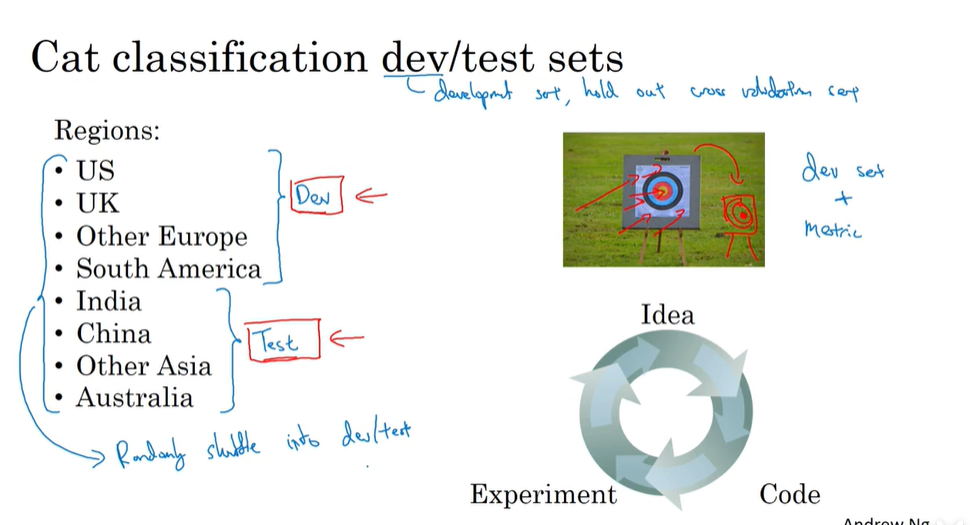 Cat classification dev/test sets
development set, hold out cross validation
Regions:
• US
• UK
• Other Europe
• South America
• India
• China
• Other Asia
• Australia
Dev
Test
Randomly shuffle into dev/test
dev set
+
metric
Idea
Code
Experiment
Andrew Ng